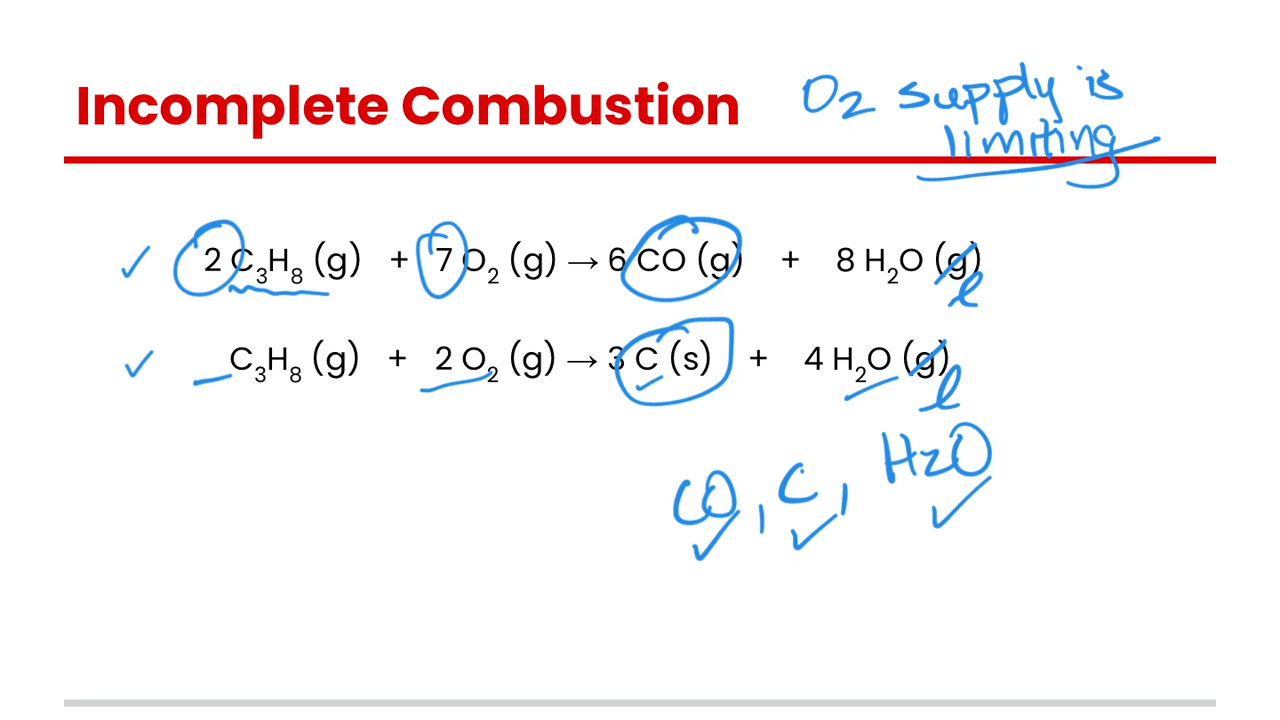 Incomplete Combustion
O2 supply is
limiting
2 C₃H₈ (g) + 7 O₂ (g) → 6 CO (g) + 8 H₂O (g)
l
C₃H₈ (g) + 2 O₂ (g) → 3 C (s) + 4 H₂O (g)
l
CO, C, H2O